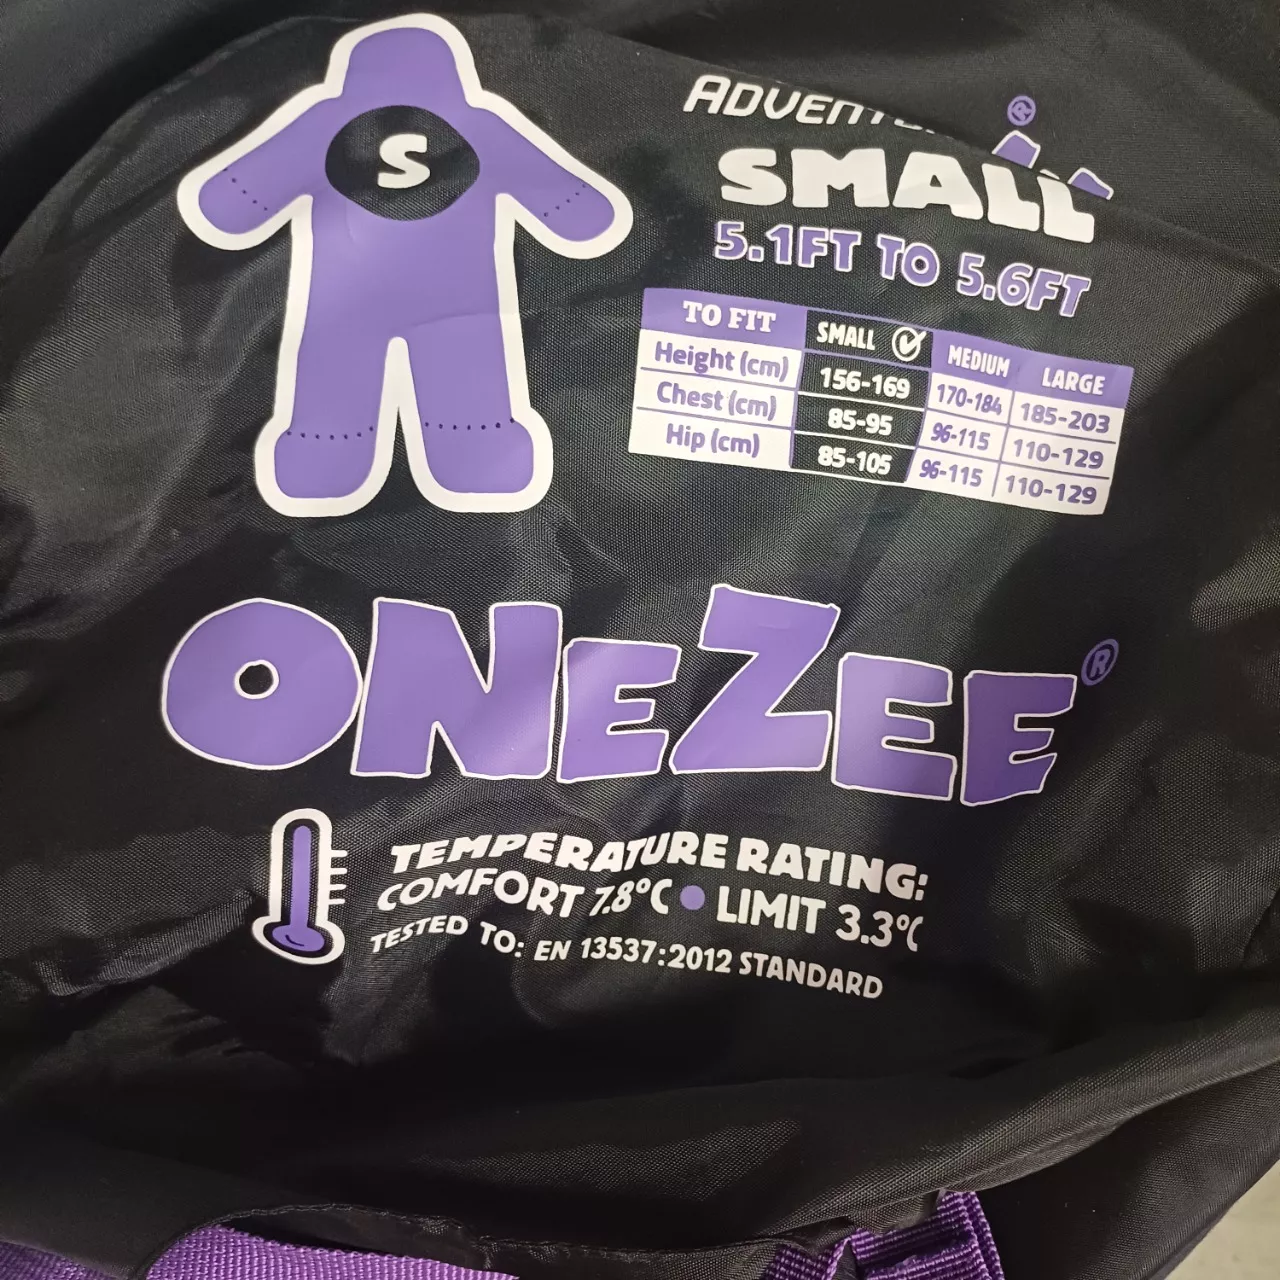 S
SMALL
5.1FT TO 5.6FT
TO FIT SMALL MEDIUM LARGE
Height (cm) 156-169 170-184 185-203
Chest (cm) 85-95 96-115 110-129
Hip (cm) 85-105 96-115 110-129
ONEZEE®
TEMPERATURE RATING:
COMFORT 7.8°C • LIMIT 3.3°C
TESTED TO: EN 13537:2012 STANDARD